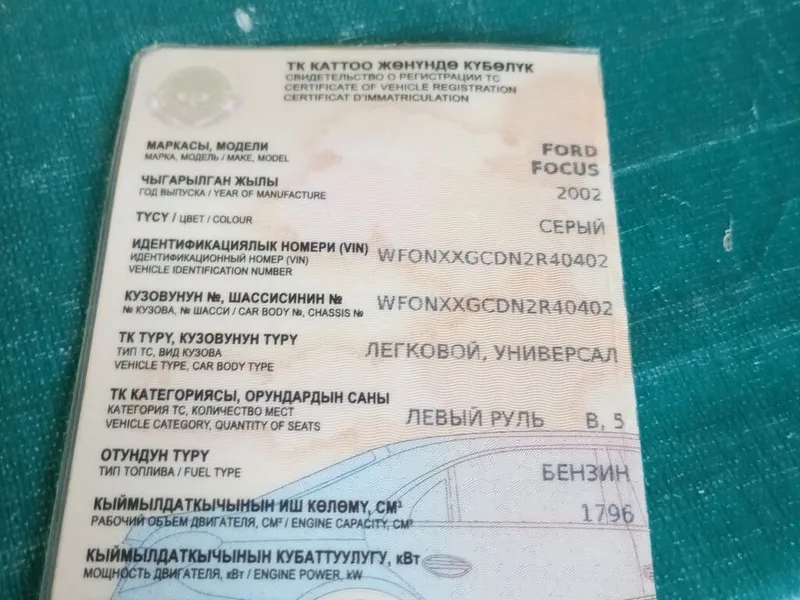 ТК КАТТОО ЖӨНҮНДӨ КҮБӨЛҮК
СВИДЕТЕЛЬСТВО О РЕГИСТРАЦИИ ТС
CERTIFICATE OF VEHICLE REGISTRATION
CERTIFICAT D'IMMATRICULATION
МАРКАСЫ, МОДЕЛИ
МАРКА, МОДЕЛЬ / MAKE, MODEL
FORD
FOCUS
ЧЫГАРЫЛГАН ЖЫЛЫ
ГОД ВЫПУСКА / YEAR OF MANUFACTURE
2002
ТҮСҮ / ЦВЕТ / COLOUR
СЕРЫЙ
ИДЕНТИФИКАЦИЯЛЫК НОМЕРИ (VIN)
ИДЕНТИФИКАЦИОННЫЙ НОМЕР (VIN)
VEHICLE IDENTIFICATION NUMBER
WFONXXGCDN2R40402
КУЗОВУНУН №, ШАССИСИНИН №
№ КУЗОВА, № ШАССИ / CAR BODY №, CHASSIS №
WFONXXGCDN2R40402
ТК ТҮРҮ, КУЗОВУНУН ТҮРҮ
ТИП ТС, ВИД КУЗОВА
VEHICLE TYPE, CAR BODY TYPE
ЛЕГКОВОЙ, УНИВЕРСАЛ
ТК КАТЕГОРИЯСЫ, ОРУНДАРДЫН САНЫ
КАТЕГОРИЯ ТС, КОЛИЧЕСТВО МЕСТ
VEHICLE CATEGORY, QUANTITY OF SEATS
ЛЕВЫЙ РУЛЬ B, 5
ОТУНДУН ТҮРҮ
ТИП ТОПЛИВА / FUEL TYPE
БЕНЗИН
КЫЙМЫЛДАТКЫЧЫНЫН ИШ КӨЛӨМҮ, СМ³
РАБОЧИЙ ОБЪЕМ ДВИГАТЕЛЯ, СМ³ / ENGINE CAPACITY, CM³
1796
КЫЙМЫЛДАТКЫЧЫНЫН КУБАТТУУЛУГУ, кВт
МОЩНОСТЬ ДВИГАТЕЛЯ, кВт / ENGINE POWER, kW